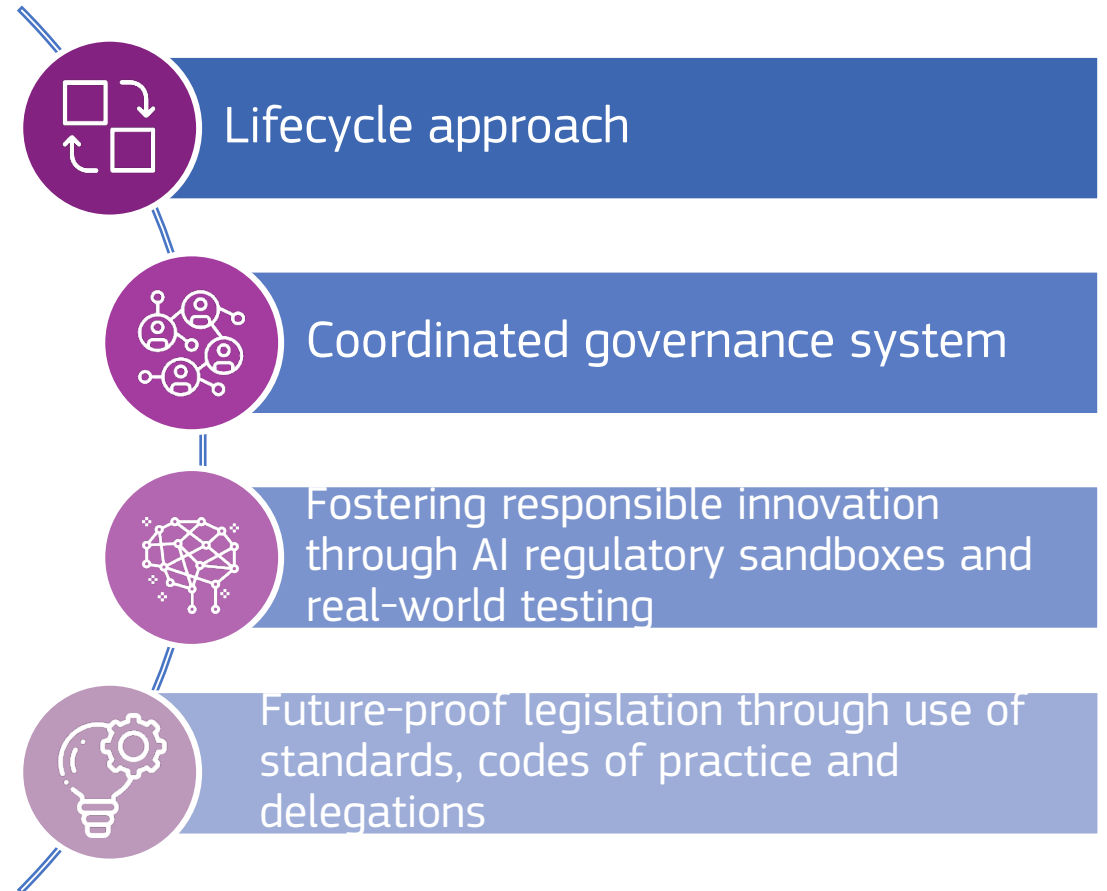 Lifecycle approach
Coordinated governance system
Fostering responsible innovation
through AI regulatory sandboxes and
real-world testing
Future-proof legislation through use of
standards, codes of practice and
delegations